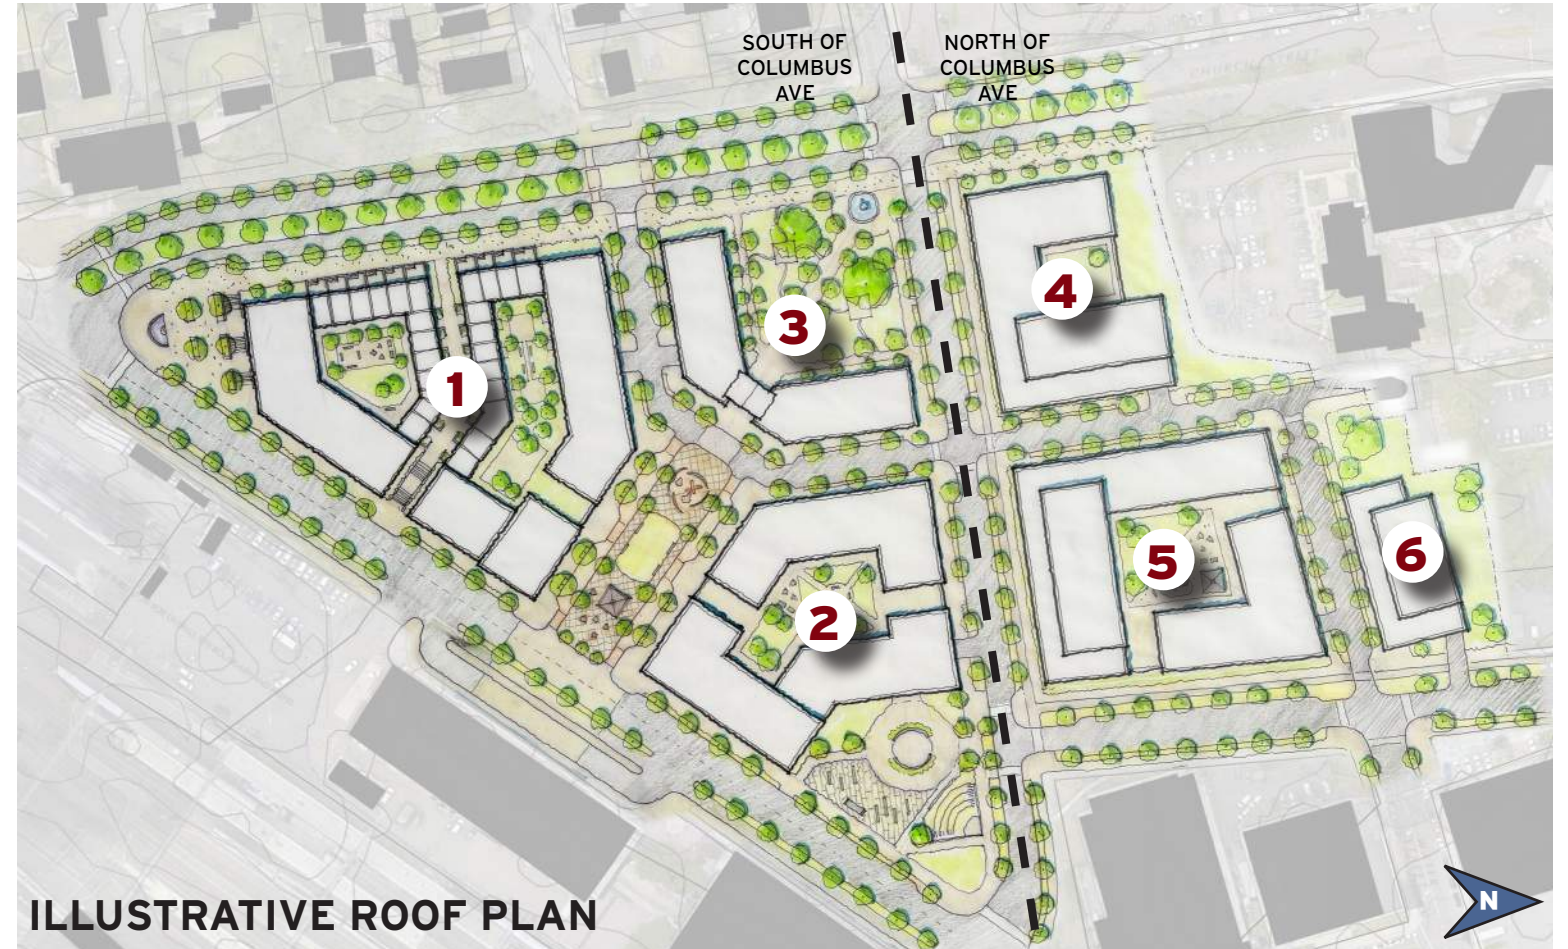 SOUTH OF
COLUMBUS
AVE
NORTH OF
COLUMBUS
AVE
1
2
3
4
5
6
ILLUSTRATIVE ROOF PLAN
N